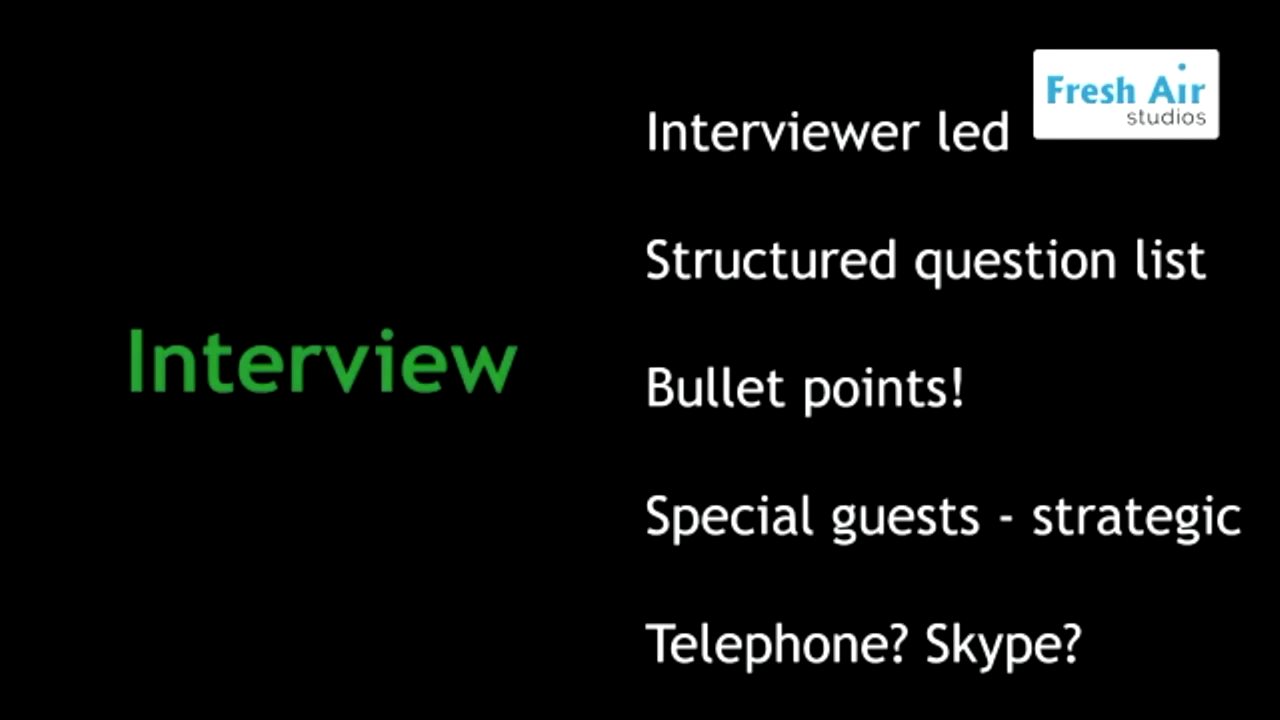 Fresh Air
studios
Interview
Interviewer led
Structured question list
Bullet points!
Special guests - strategic
Telephone? Skype?